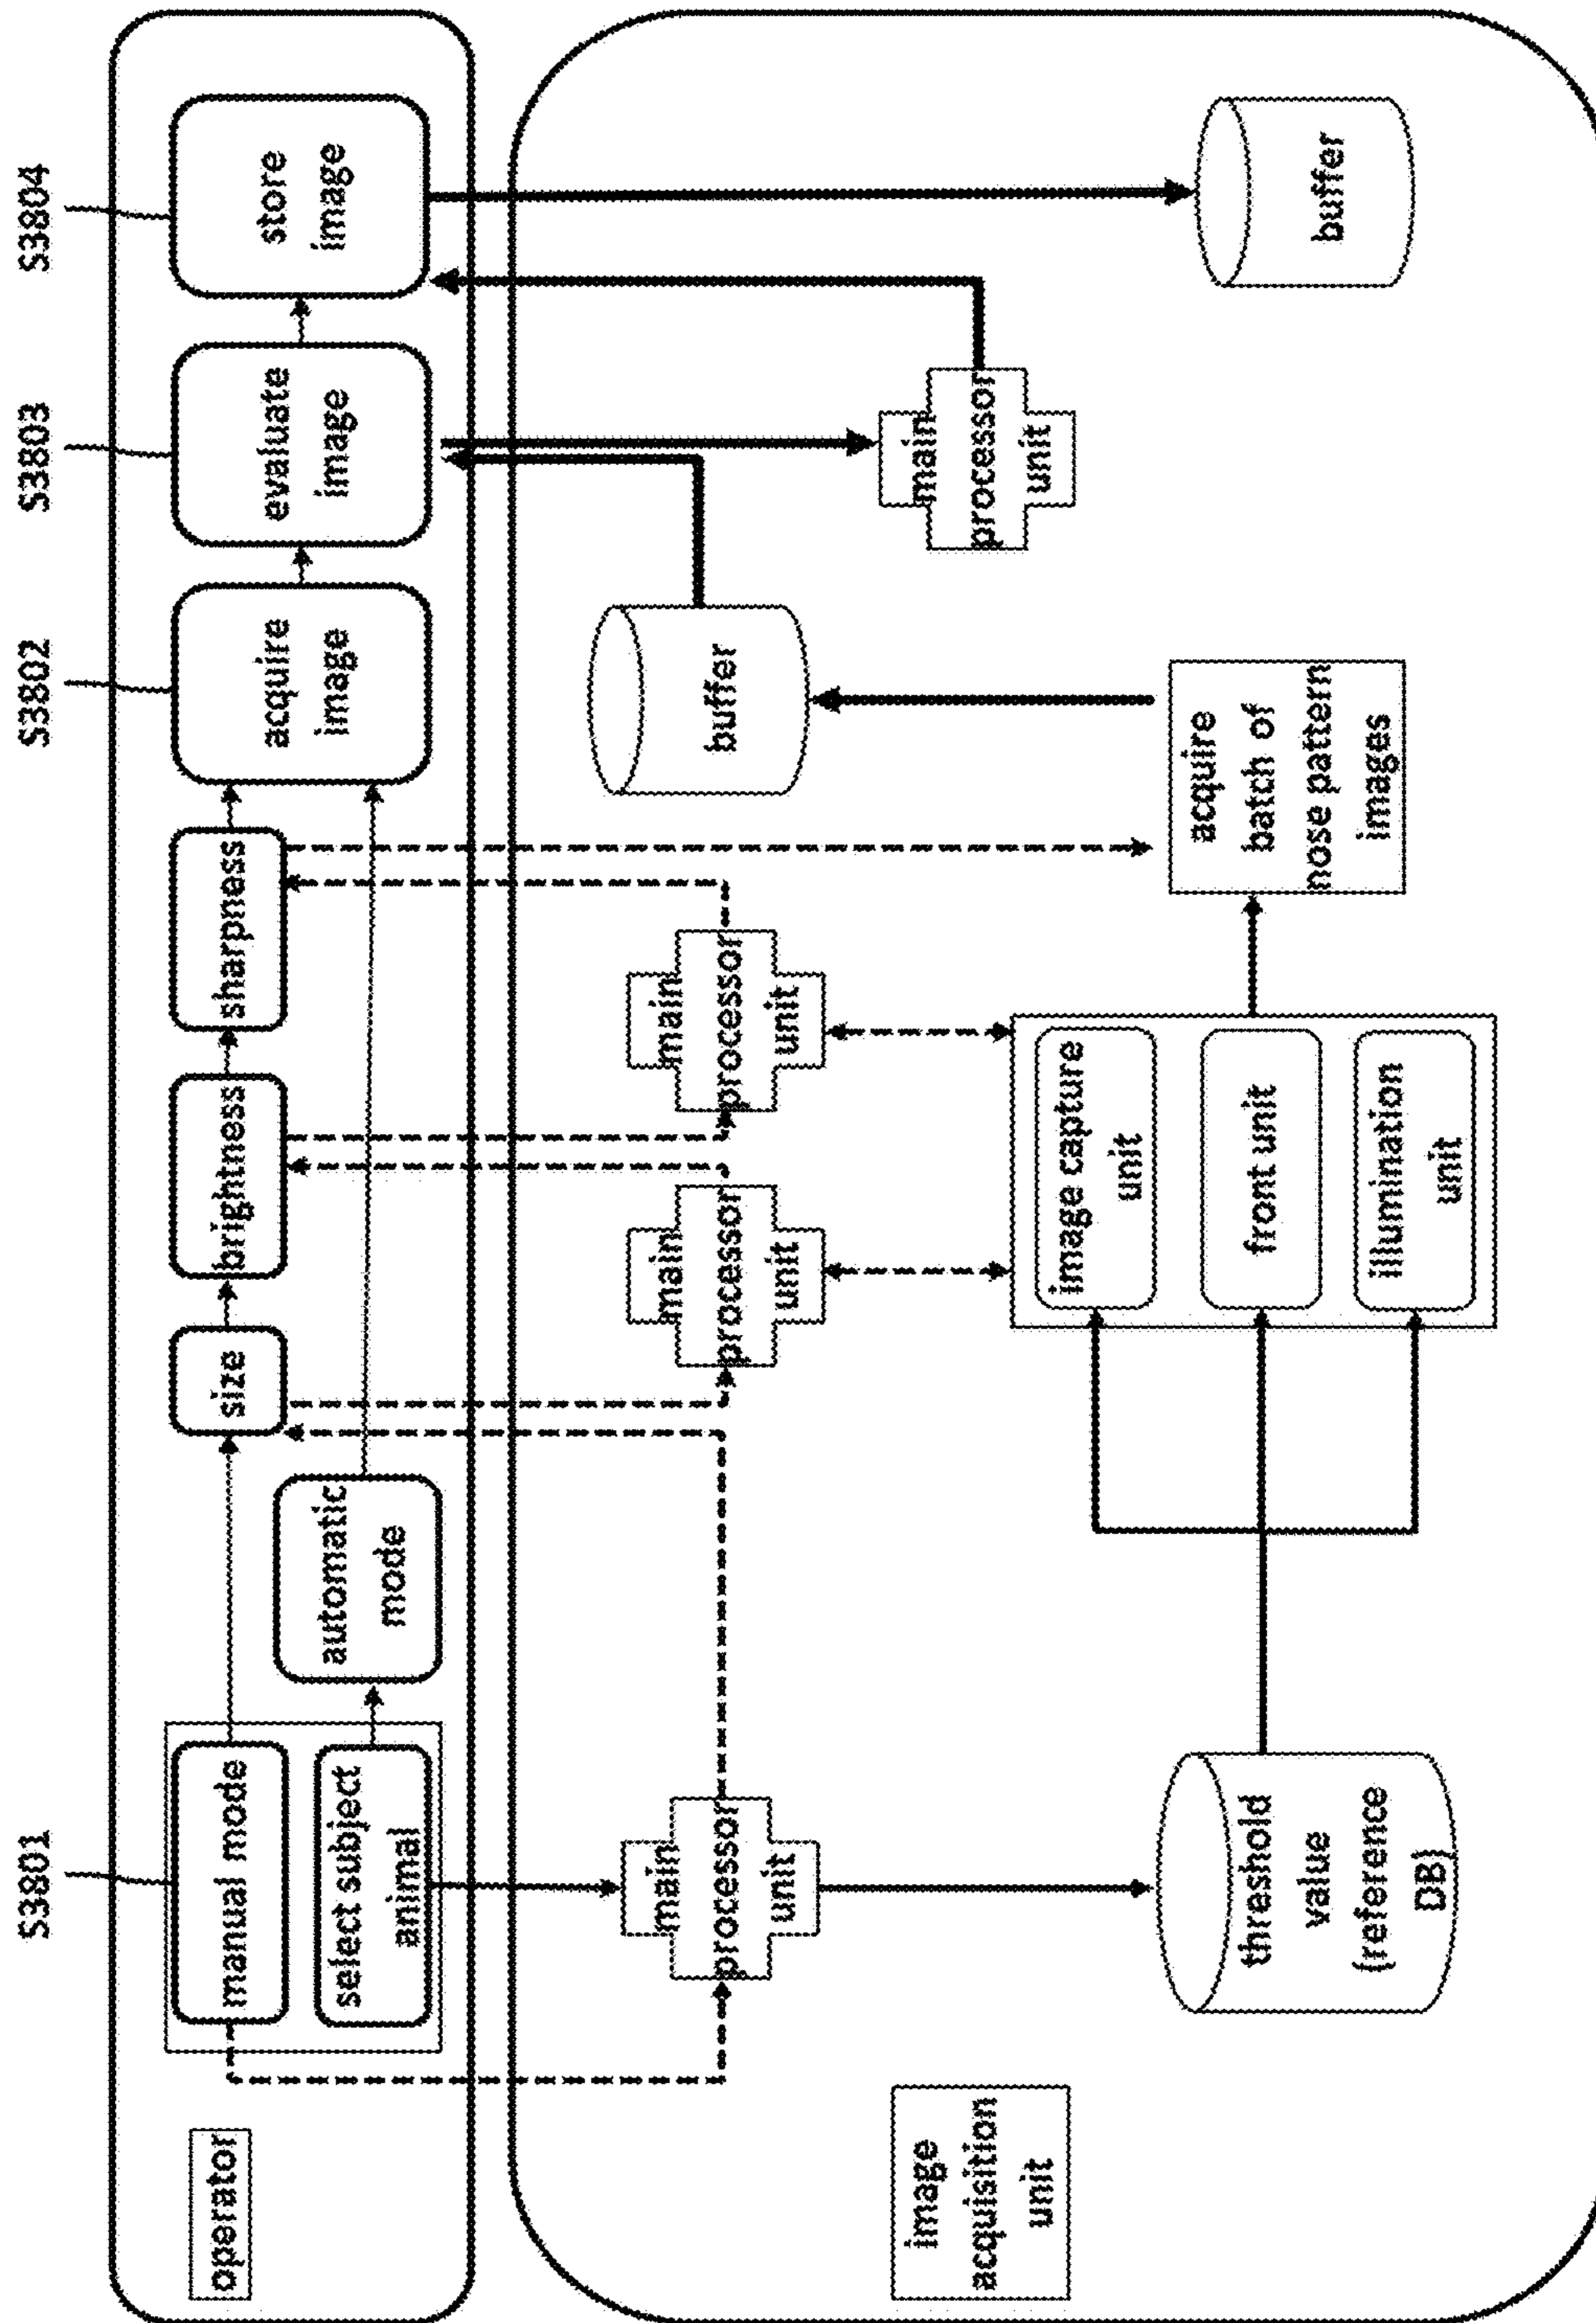 S3801
S3802
S3803
S3804
operator
manual mode
select subject
animal
automatic
mode
size
brightness
sharpness
acquire
image
evaluate
image
store
image
image
acquisition
unit
main
processor
unit
main
processor
unit
main
processor
unit
buffer
main
processor
unit
buffer
threshold
value
(reference
DB)
image capture
unit
front unit
illumination
unit
acquire
batch of
nose pattern
images